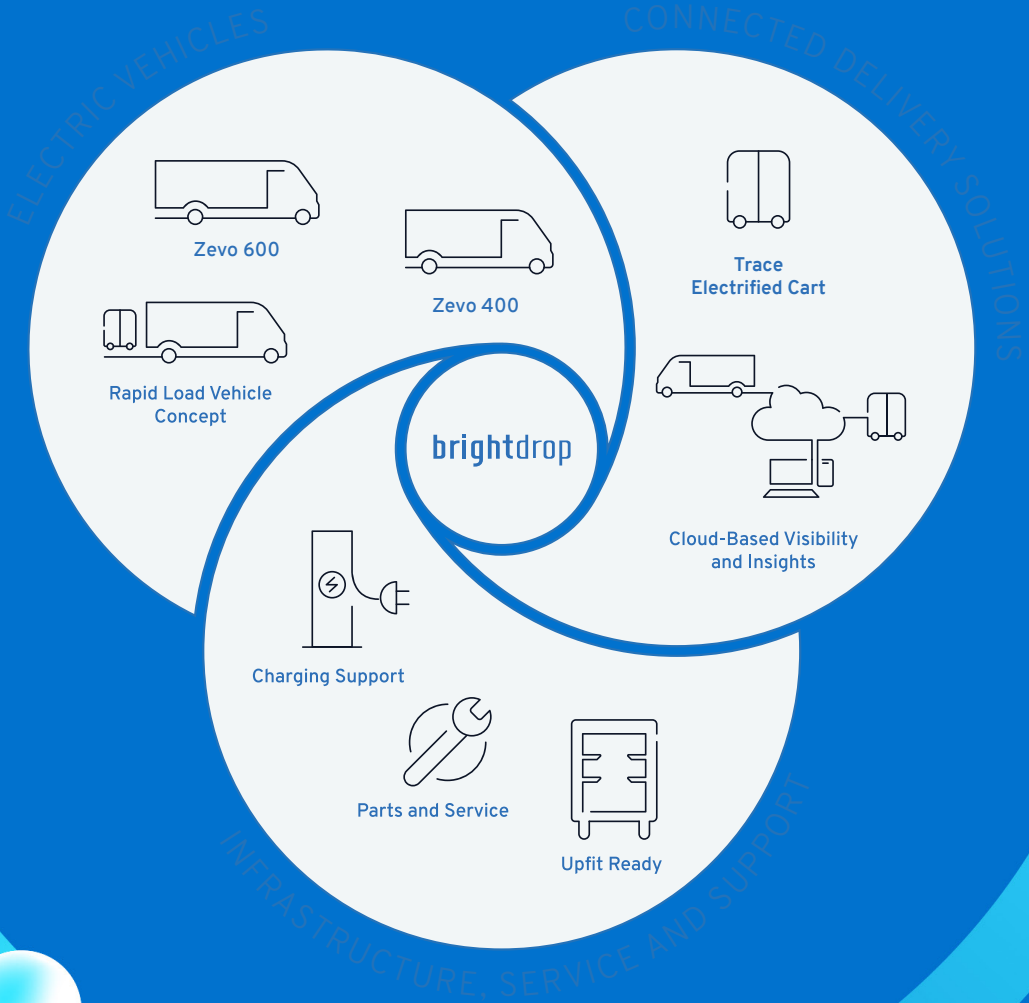 ELECTRIC VEHICLES
Zevo 600
Zevo 400
Rapid Load Vehicle
Concept
CONNECTED DELIVERY SOLUTIONS
Trace
Electrified Cart
Cloud-Based Visibility
and Insights
brightdrop
Charging Support
Parts and Service
Upfit Ready
INFRASTRUCTURE, SERVICE AND SUPPORT